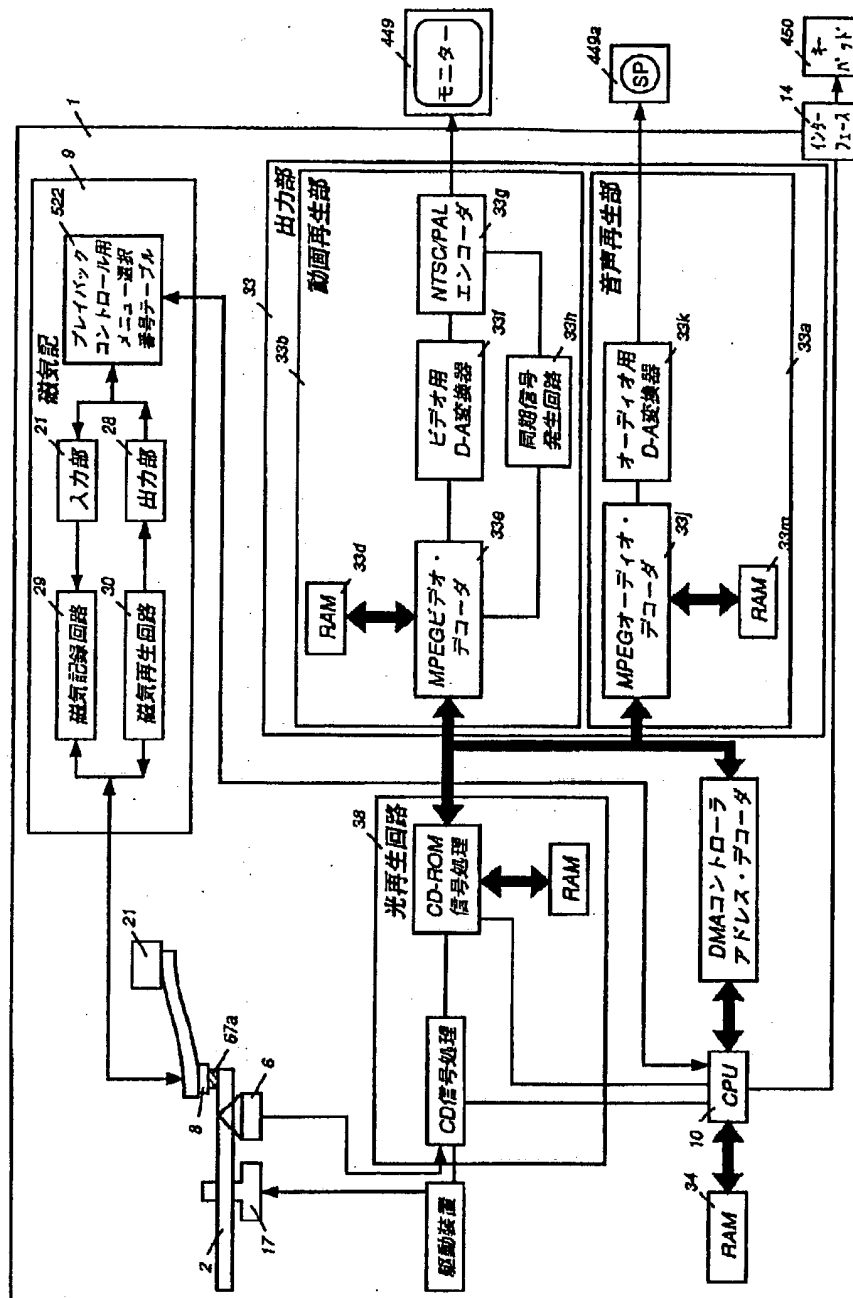 1
9
磁気記
522
プレイバック
コントロール用
メニュー選択
番号テーブル
21
入力部
28
出力部
29
磁気記録回路
30
磁気再生回路
449
モニター
449a
SP
14
インター
フェース
450
キー
パッド
33
出力部
33b
動画再生部
33g
NTSC/PAL
エンコーダ
33f
ビデオ用
D-A変換器
33h
同期信号
発生回路
33d
RAM
33e
MPEGビデオ・
デコーダ
音声再生部
33a
33k
オーディオ用
D-A変換器
33j
MPEGオーディオ・
デコーダ
33m
RAM
21
8
67a
6
2
17
駆動装置
38
光再生回路
CD-ROM
信号処理
RAM
CD信号処理
DMAコントローラ
アドレス・デコーダ
10
CPU
34
RAM